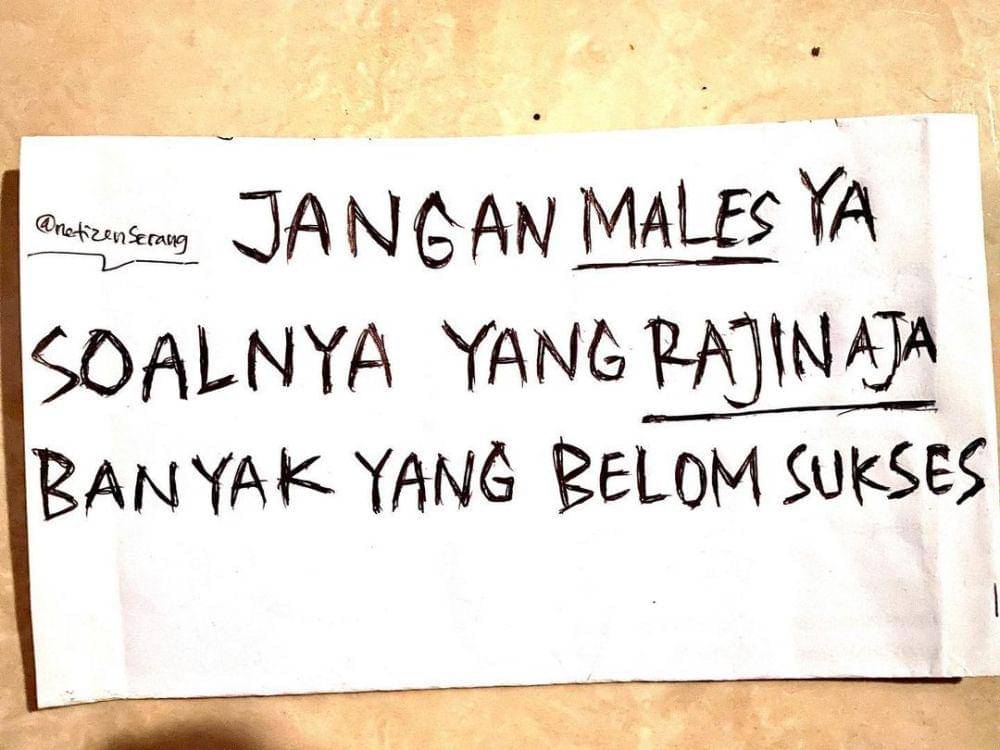 @netizenserang
JANGAN MALES YA
SOALNYA YANG RAJIN AJA
BANYAK YANG BELOM SUKSES